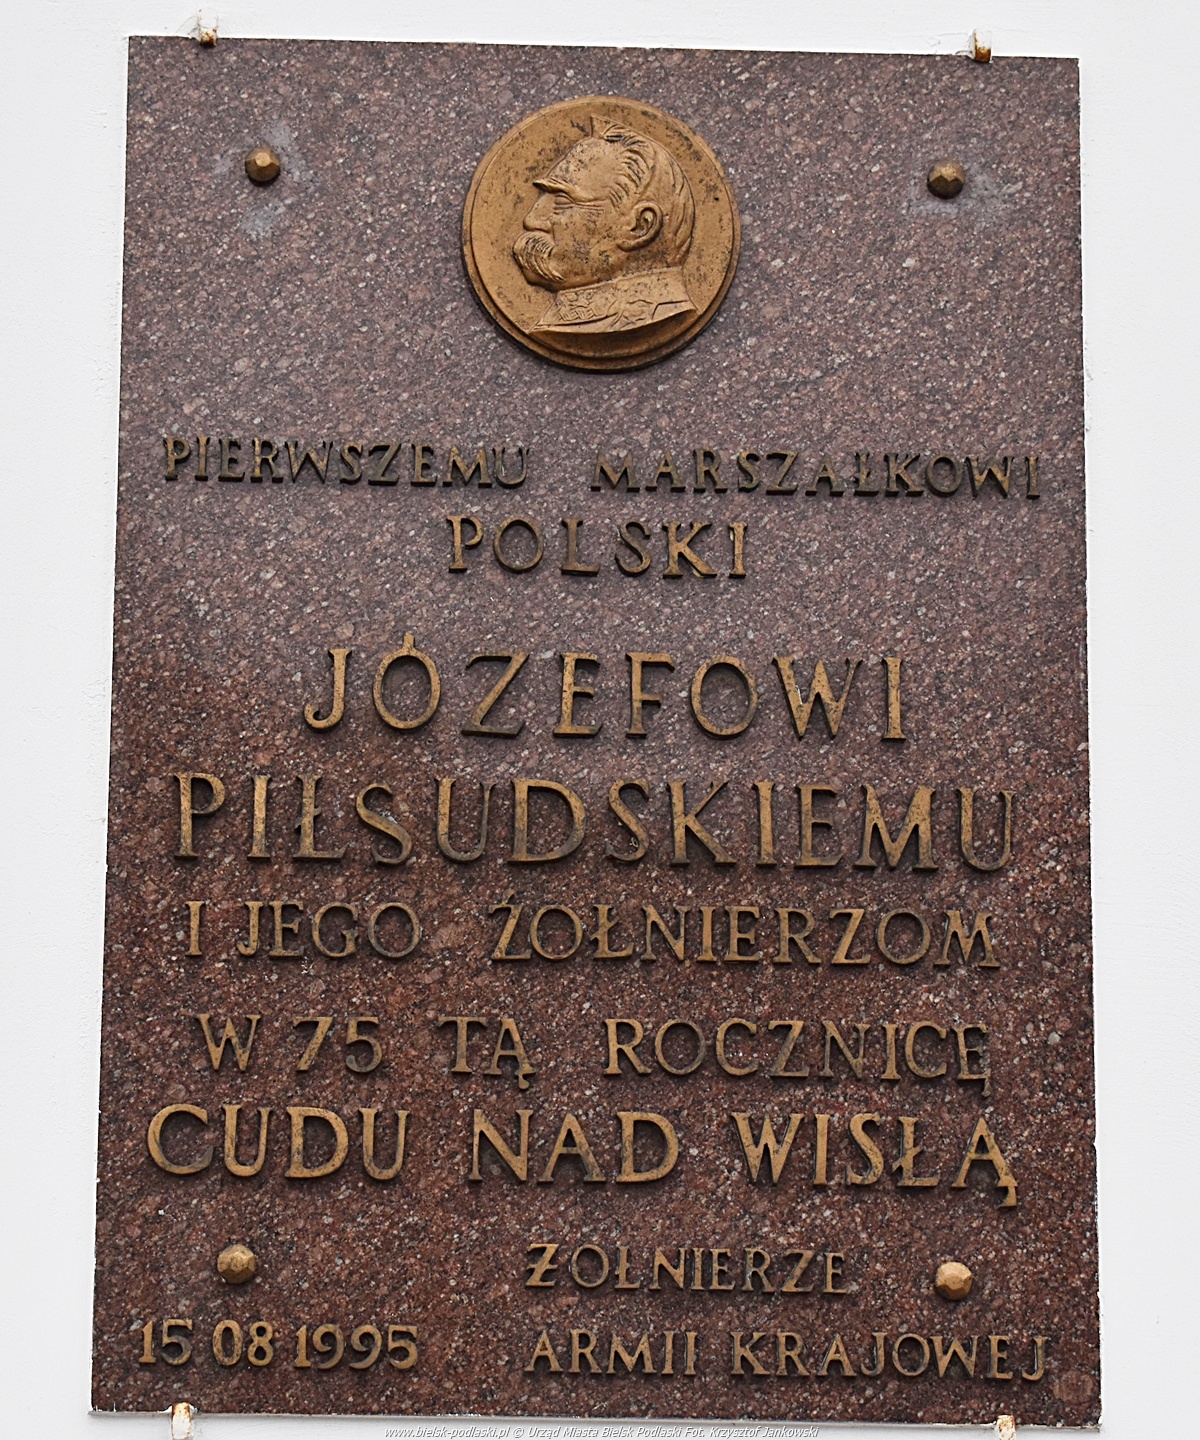 PIERWSZEMU MARSZAŁKOWI
POLSKI
JÓZEFOWI
PIŁSUDSKIEMU
I JEGO ŻOŁNIERZOM
W 75 TĄ ROCZNICĘ
CUDU NAD WISŁĄ
ŻOLNIERZE
15 08 1995 ARMII KRAJOWEJ
www.bielsk-podlaski.pl © Urząd Miasta Bielsk Podlaski Fot. Krzysztof Jankowski